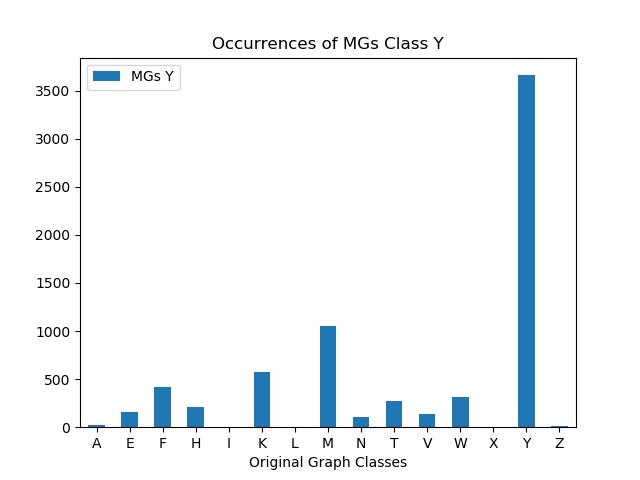 Occurrences of MGs Class Y
MGs Y
3500
3000
2500
2000
1500
1000
500
0
A E F H I K L M N T V W X Y Z
Original Graph Classes